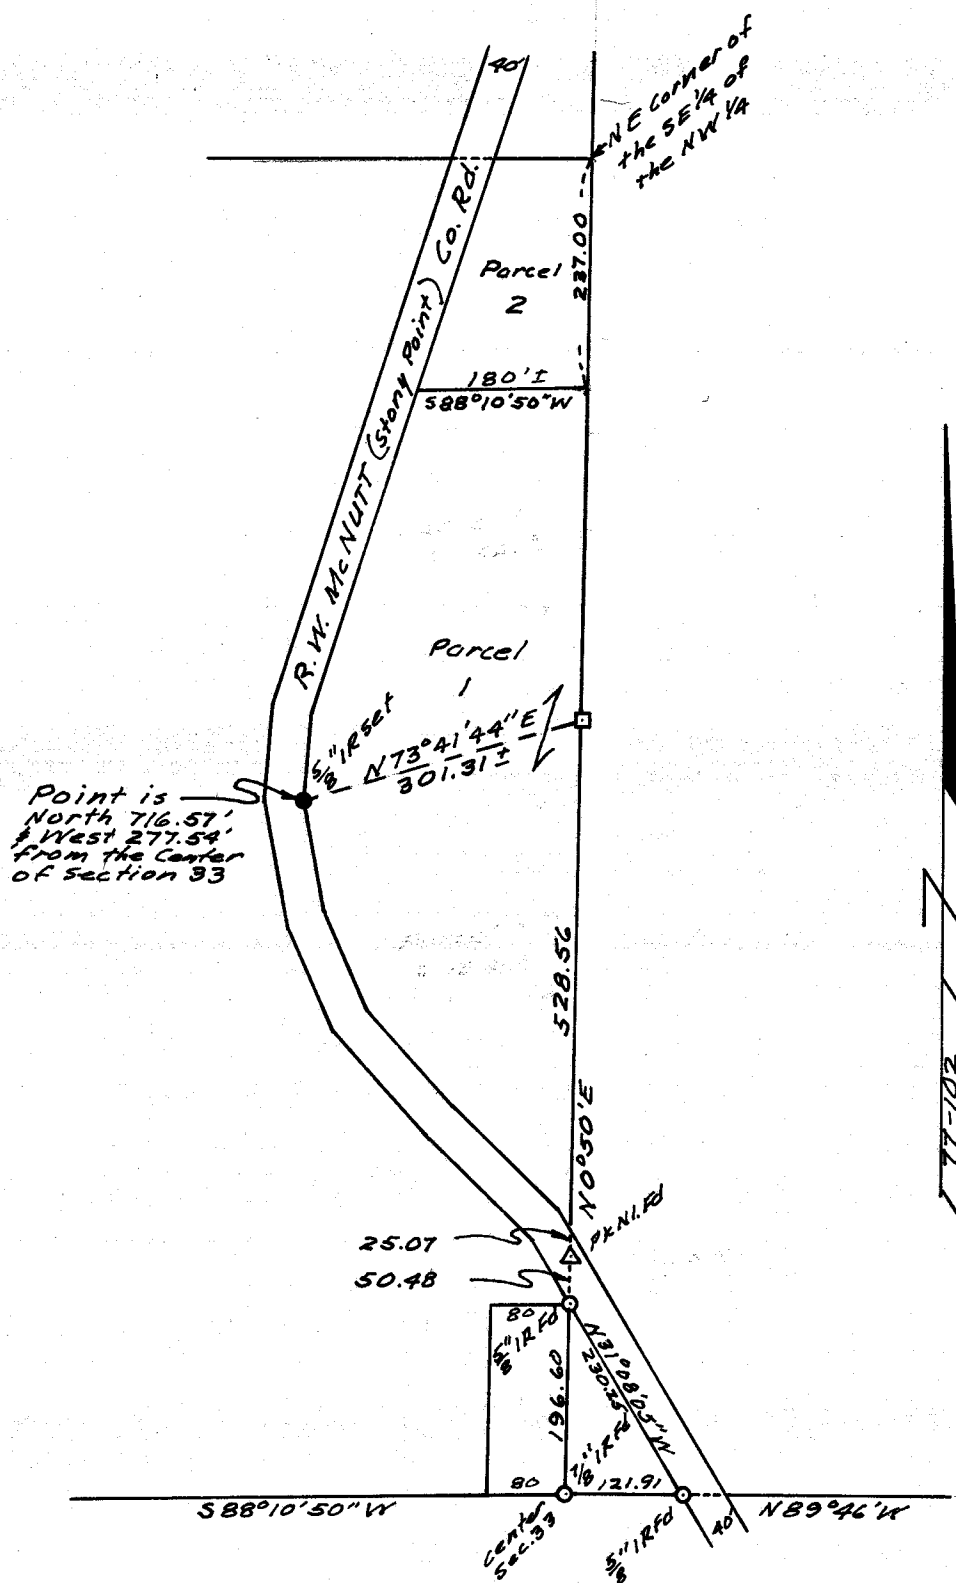 40'
N E Corner of
the SE 1/4 of
the NW 1/4
R.W. McNUTT (Stony Point) Co. Rd.
237.00
Parcel
2
180'±
S88°10'50"W
Parcel
1
5/8" IR set
N73°41'44"E
301.31±
Point is
North 716.57'
& West 277.54'
from the Center
of Section 33
528.56
77-102
N0°50'E
PK Nl. Fd
25.07
50.48
80
5/8" IR Fd
196.60
N31°08'05"W
230.25
7/8" IR Fd
80
121.91
S88°10'50"W
N89°46'W
Center
Sec. 33
5/8" IR Fd
40'